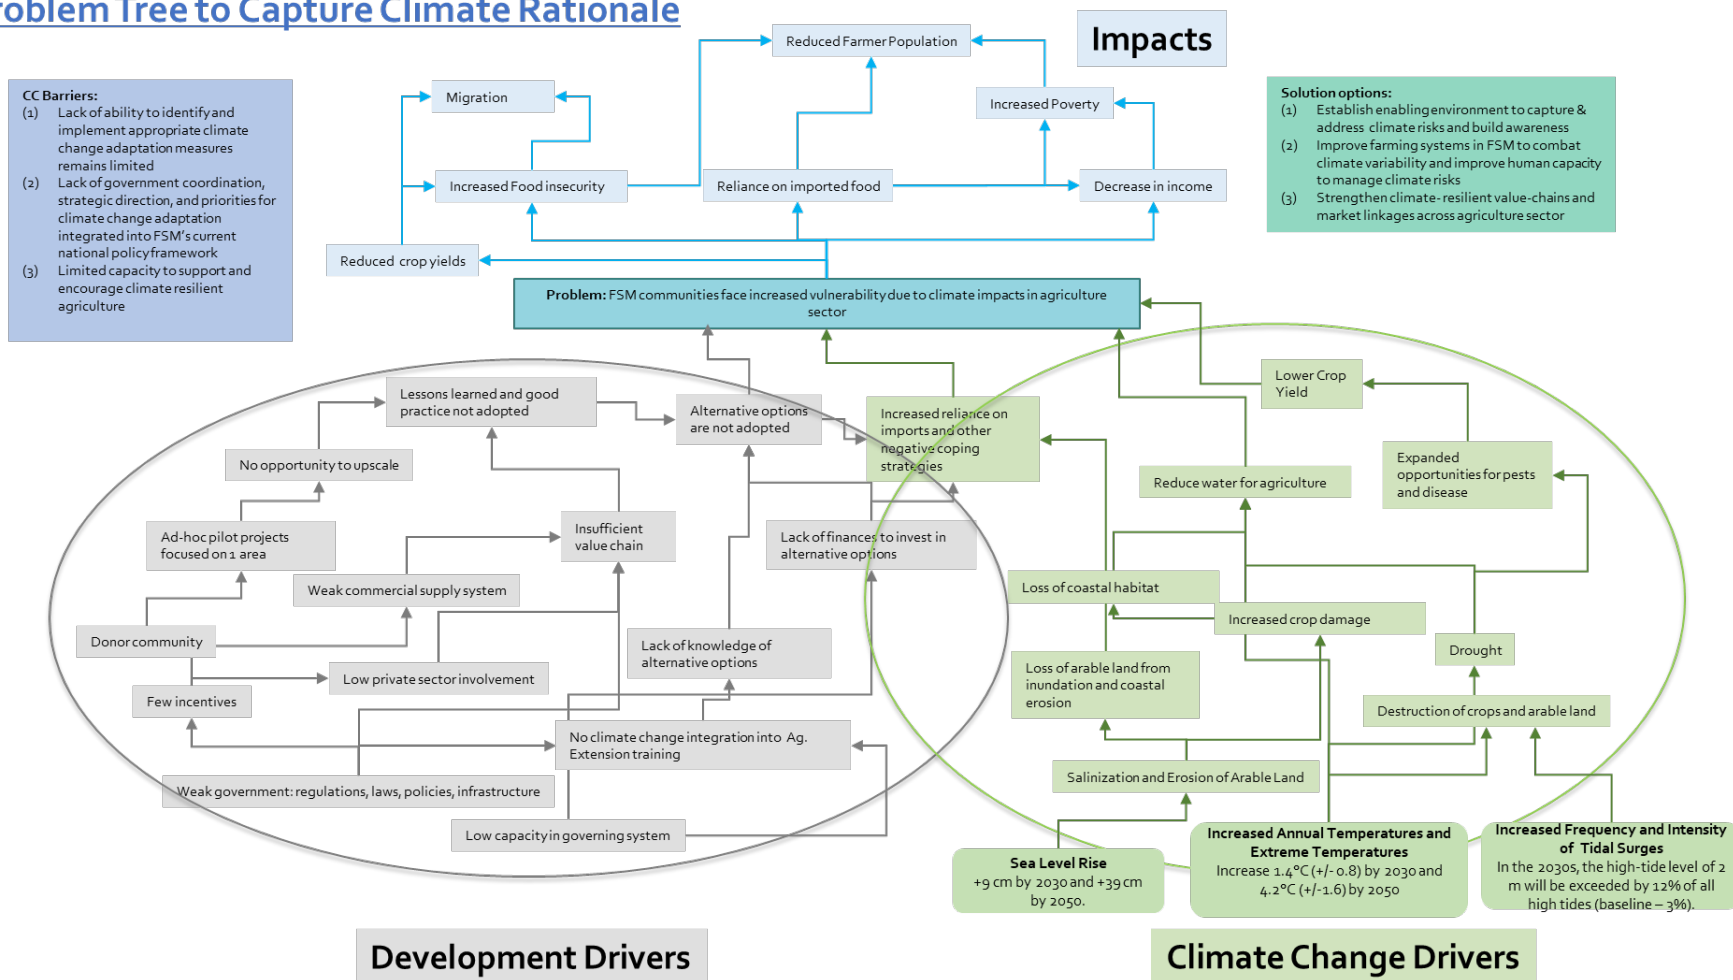 roblem Tree to Capture Climate Rationale
Impacts
Reduced Farmer Population
Migration
Increased Poverty
Increased Food insecurity
Reliance on imported food
Decrease in income
Reduced crop yields
CC Barriers:
(1) Lack of ability to identify and
implement appropriate climate
change adaptation measures
remains limited
(2) Lack of government coordination,
strategic direction, and priorities for
climate change adaptation
integrated into FSM's current
national policy framework
(3) Limited capacity to support and
encourage climate resilient
agriculture
Solution options:
(1) Establish enabling environment to capture &
address climate risks and build awareness
(2) Improve farming systems in FSM to combat
climate variability and improve human capacity
to manage climate risks
(3) Strengthen climate- resilient value-chains and
market linkages across agriculture sector
Problem: FSM communities face increased vulnerability due to climate impacts in agriculture
sector
Lessons learned and good
practice not adopted
Alternative options
are not adopted
No opportunity to upscale
Ad-hoc pilot projects
focused on 1 area
Insufficient
value chain
Lack of finances to invest in
alternative options
Weak commercial supply system
Donor community
Lack of knowledge of
alternative options
Low private sector involvement
Few incentives
No climate change integration into Ag.
Extension training
Weak government: regulations, laws, policies, infrastructure
Low capacity in governing system
Increased reliance on
imports and other
negative coping
strategies
Lower Crop
Yield
Expanded
opportunities for pests
and disease
Reduce water for agriculture
Loss of coastal habitat
Increased crop damage
Drought
Loss of arable land from
inundation and coastal
erosion
Destruction of crops and arable land
Salinization and Erosion of Arable Land
Sea Level Rise
+9 cm by 2030 and +39 cm
by 2050.
Increased Annual Temperatures and
Extreme Temperatures
Increase 1.4°C (+/- 0.8) by 2030 and
4.2°C (+/-1.6) by 2050
Increased Frequency and Intensity
of Tidal Surges
In the 2030s, the high-tide level of 2
m will be exceeded by 12% of all
high tides (baseline – 3%).
Development Drivers
Climate Change Drivers